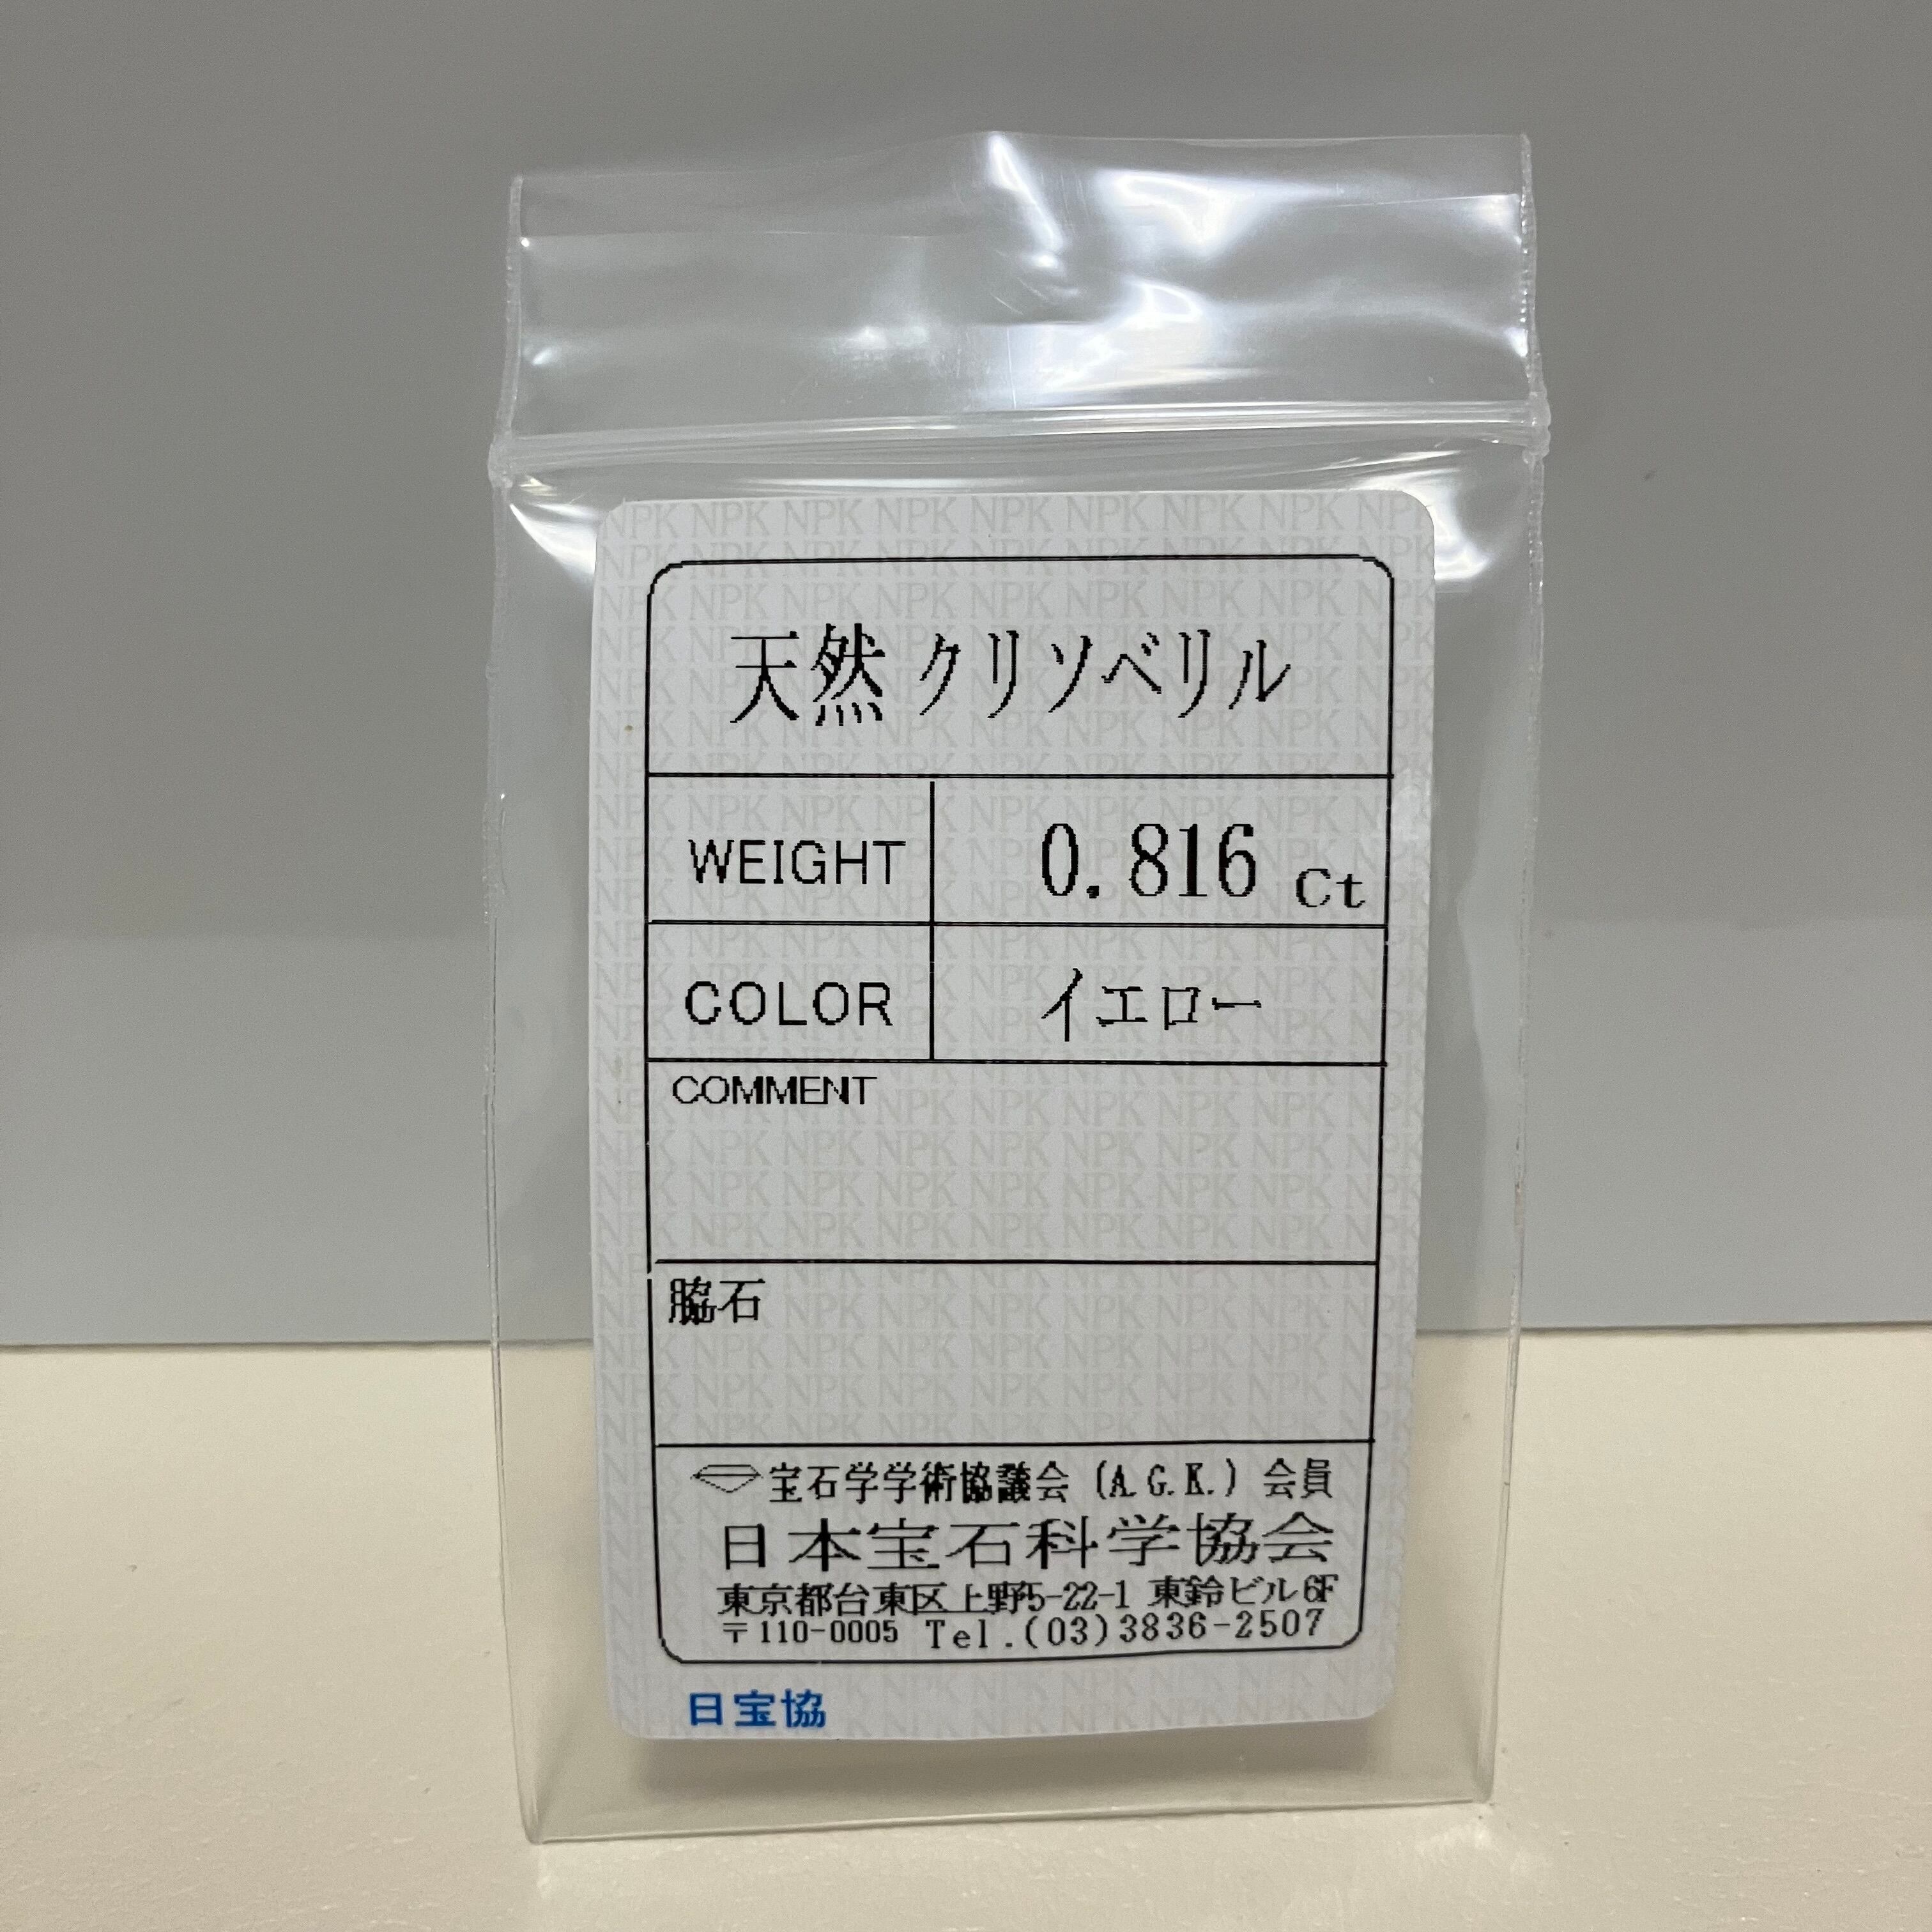 天然 クリソベリル
WEIGHT 0.816 Ct
COLOR イエロー
COMMENT
脇石
宝石学学術協議会 (A.G.K.) 会員
日本宝石科学協会
東京都台東区上野5-22-1 東鈴ビル6F
〒110-0005 Tel.(03)3836-2507
日宝協